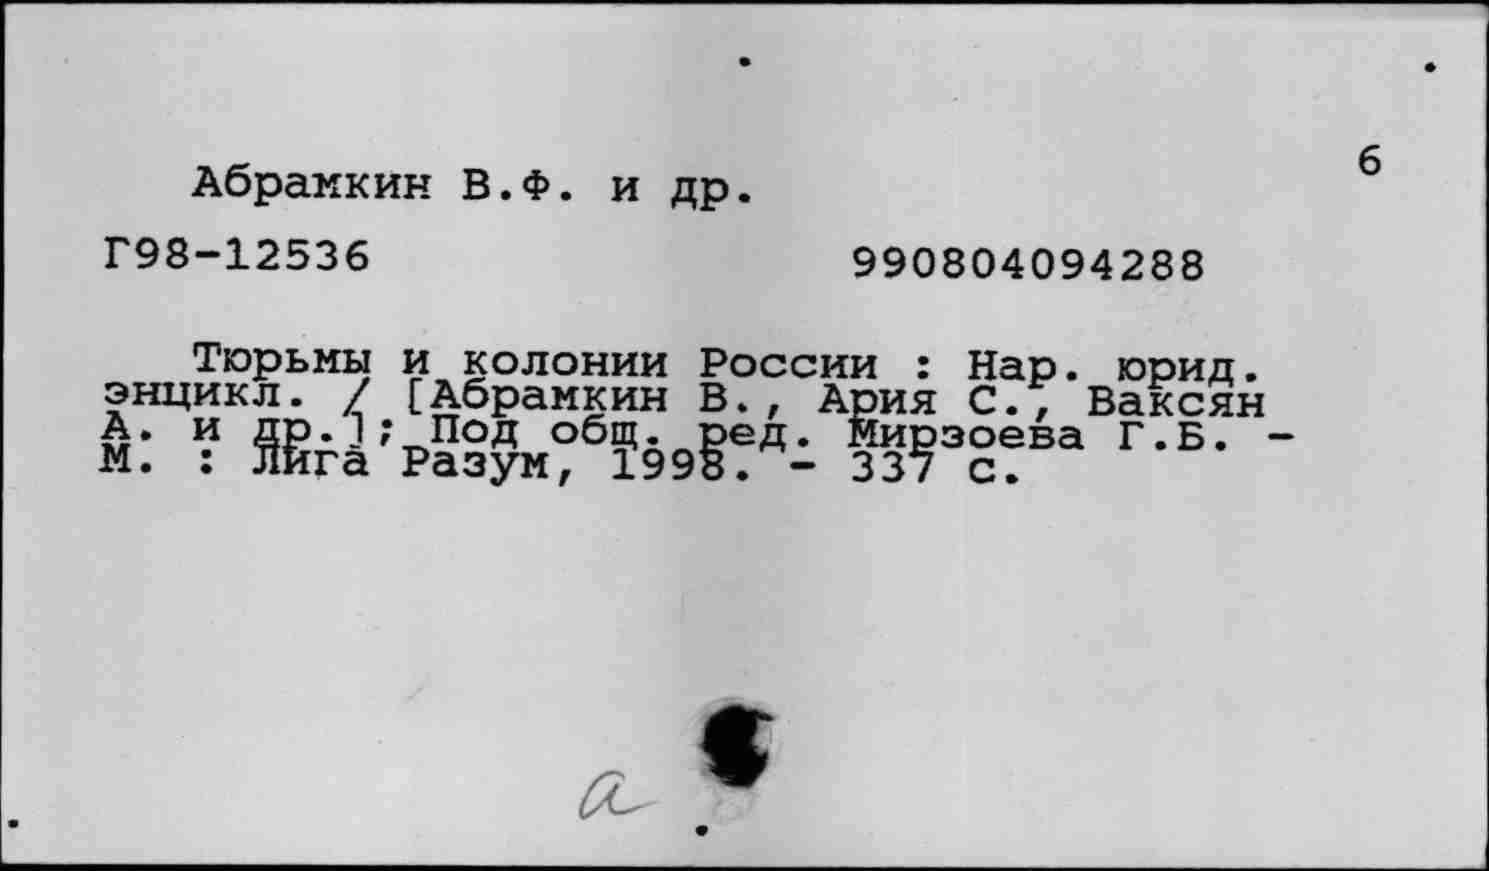 6
Абрамкин В.Ф. и др.
Г98-12536 990804094288
Тюрьмы и колонии России : Нар. юрид.
энцикл. / [Абрамкин В., Ария С., Ваксян
А. и др.]; Под общ. ред. Мирзоева Г.Б. -
М. : Лига Разум, 1998. - 337 с.
а